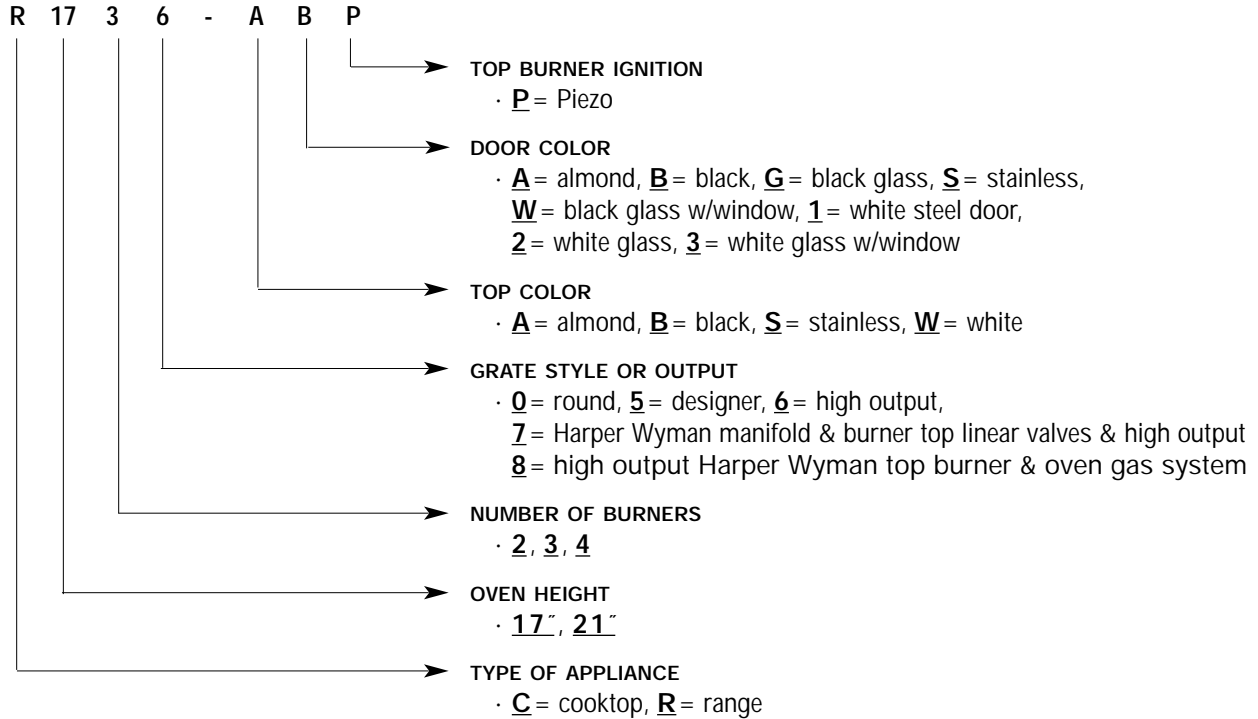 R 17 3 6 - A B P
TOP BURNER IGNITION
· P = Piezo
DOOR COLOR
· A = almond, B = black, G = black glass, S = stainless,
W = black glass w/window, 1 = white steel door,
2 = white glass, 3 = white glass w/window
TOP COLOR
· A = almond, B = black, S = stainless, W = white
GRATE STYLE OR OUTPUT
· 0 = round, 5 = designer, 6 = high output,
7 = Harper Wyman manifold & burner top linear valves & high output
8 = high output Harper Wyman top burner & oven gas system
NUMBER OF BURNERS
· 2, 3, 4
OVEN HEIGHT
· 17˝, 21˝
TYPE OF APPLIANCE
· C = cooktop, R = range